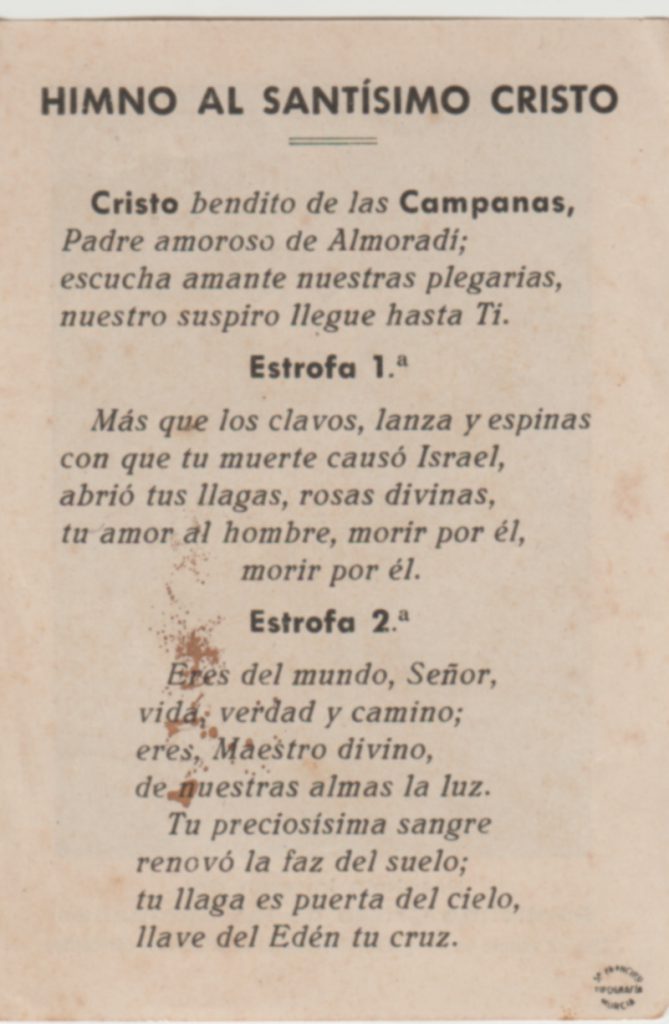 HIMNO AL SANTÍSIMO CRISTO
Cristo bendito de las Campanas,
Padre amoroso de Almoradí;
escucha amante nuestras plegarias,
nuestro suspiro llegue hasta Ti.
Estrofa 1.ª
Más que los clavos, lanza y espinas
con que tu muerte causó Israel,
abrió tus llagas, rosas divinas,
tu amor al hombre, morir por él,
morir por él.
Estrofa 2.ª
Eres del mundo, Señor,
vida, verdad y camino;
eres, Maestro divino,
de nuestras almas la luz.
Tu preciosísima sangre
renovó la faz del suelo;
tu llaga es puerta del cielo,
llave del Edén tu cruz.
TIPOGRAFÍA
MURCIA